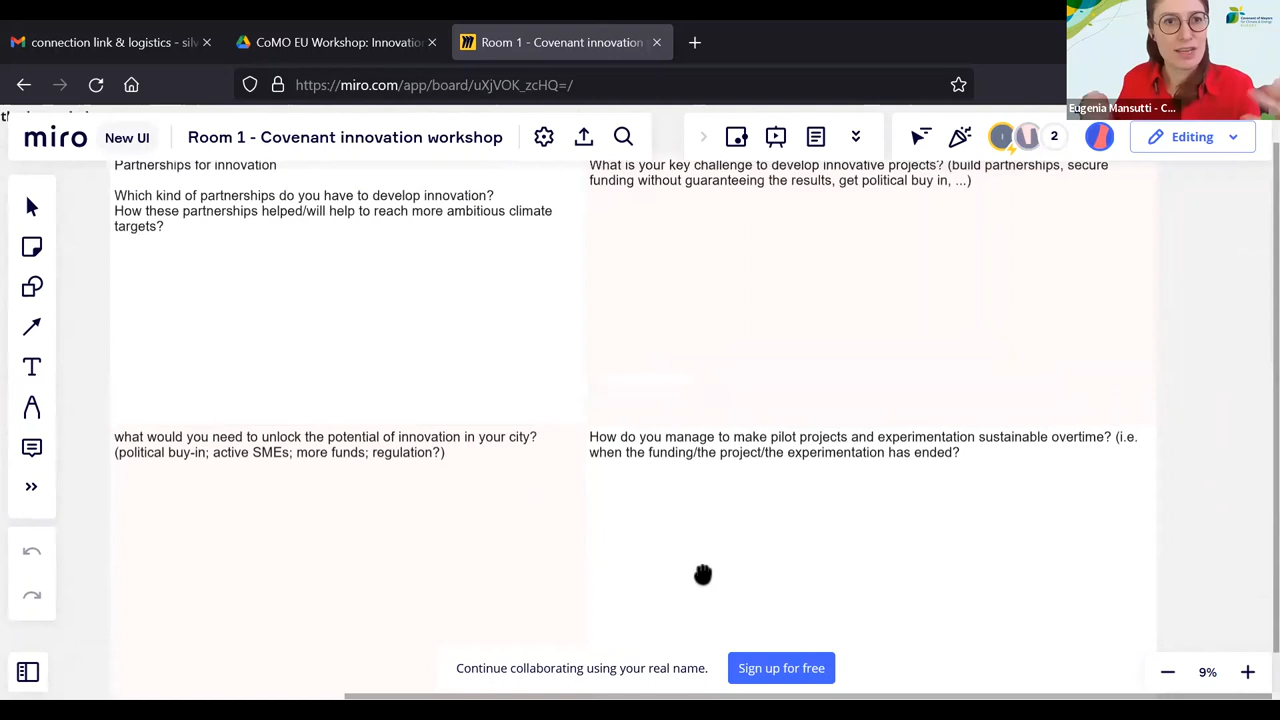 connection link & logistics - silv
CoMO EU Workshop: Innovation
Room 1 - Covenant innovation
https://miro.com/app/board/uXjVOK_zcHQ=/
Eugenia Mansutti - C...
miro
New UI
Room 1 - Covenant innovation workshop
2
Editing
Partnerships for innovation
Which kind of partnerships do you have to develop innovation?
How these partnerships helped/will help to reach more ambitious climate
targets?
What is your key challenge to develop innovative projects? (build partnerships, secure
funding without guaranteeing the results, get political buy in, ...)
what would you need to unlock the potential of innovation in your city?
(political buy-in; active SMEs; more funds; regulation?)
How do you manage to make pilot projects and experimentation sustainable overtime? (i.e.
when the funding/the project/the experimentation has ended?
Continue collaborating using your real name.
Sign up for free
9%